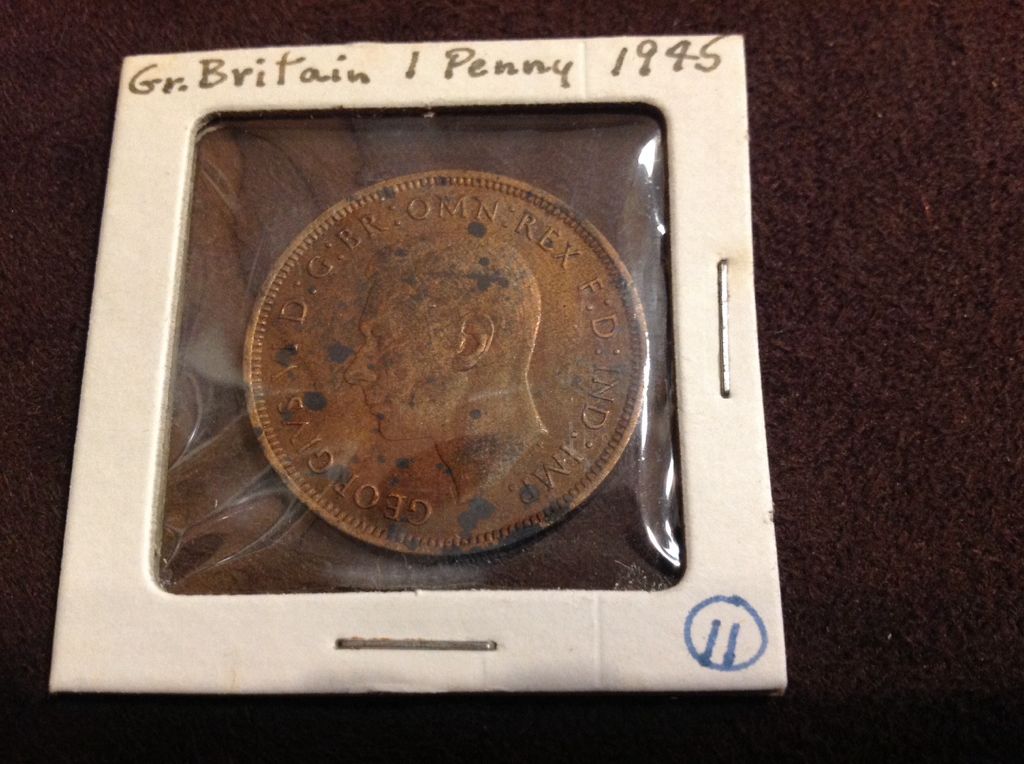 Gr. Britain 1 Penny 1945
GEORGIVS VI D:G:BR:OMN:REX F:D:IND:IMP.
11